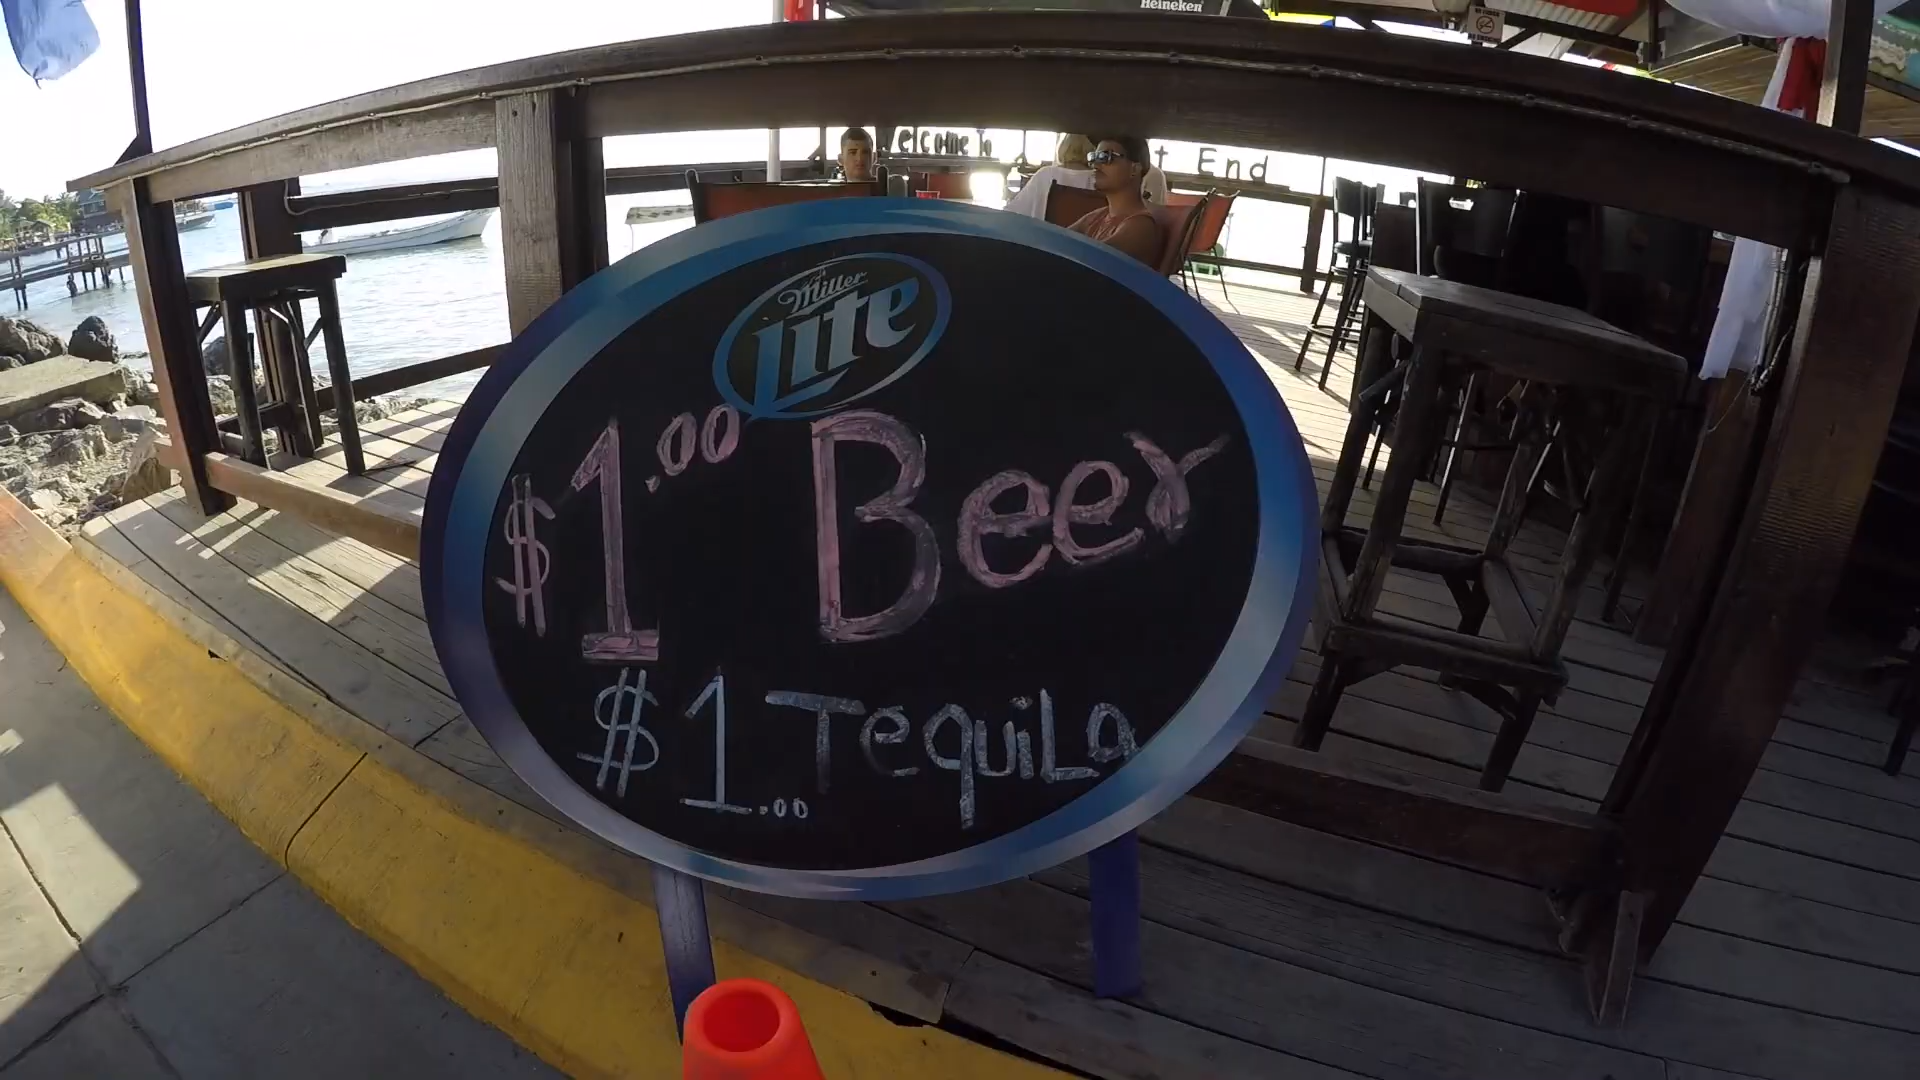 Heineken
Welcome To
t End
Miller
Lite
$1.00 Beer
$1.00 Tequila